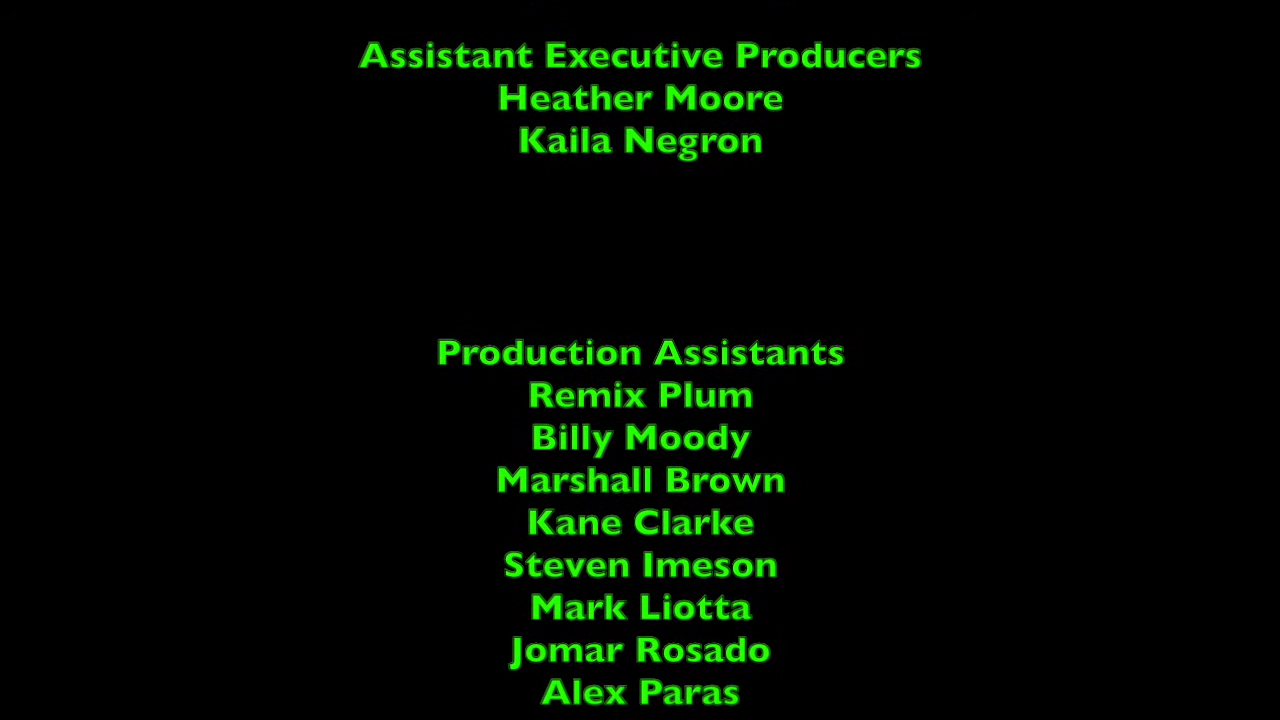 Assistant Executive Producers
Heather Moore
Kaila Negron
Production Assistants
Remix Plum
Billy Moody
Marshall Brown
Kane Clarke
Steven Imeson
Mark Liotta
Jomar Rosado
Alex Paras